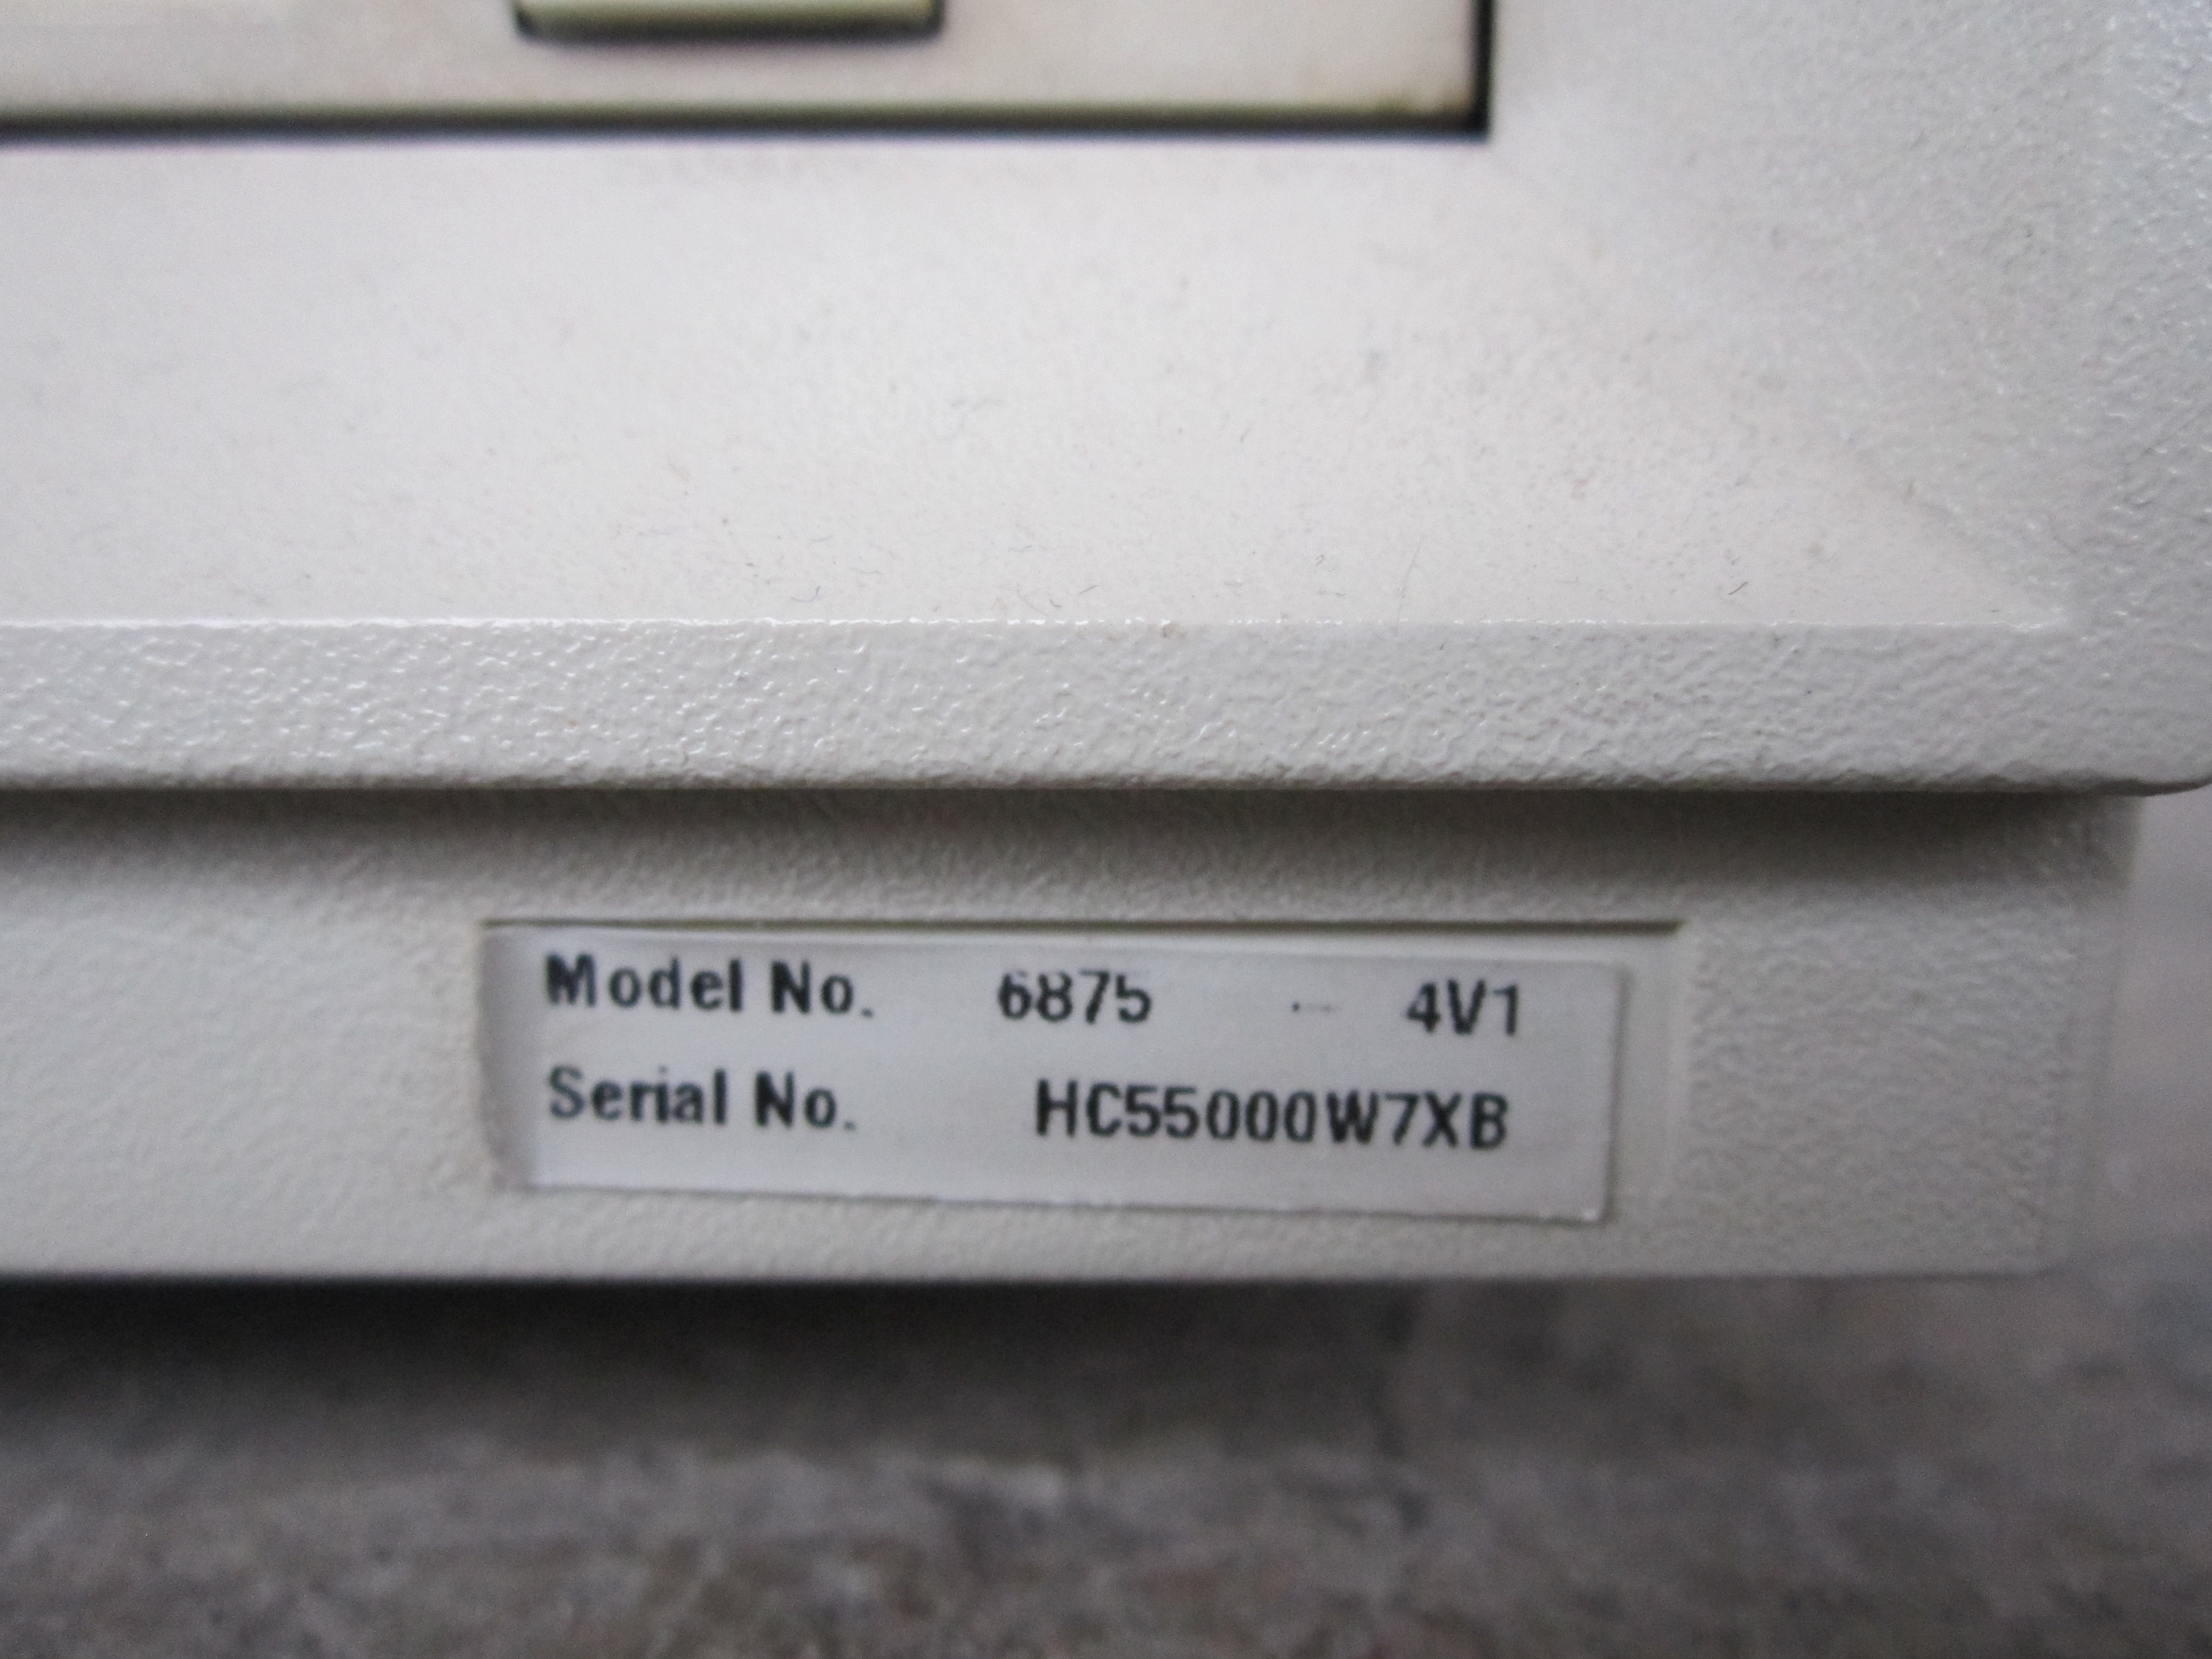 Model No. 6875 - 4V1
Serial No. HC55000W7XB